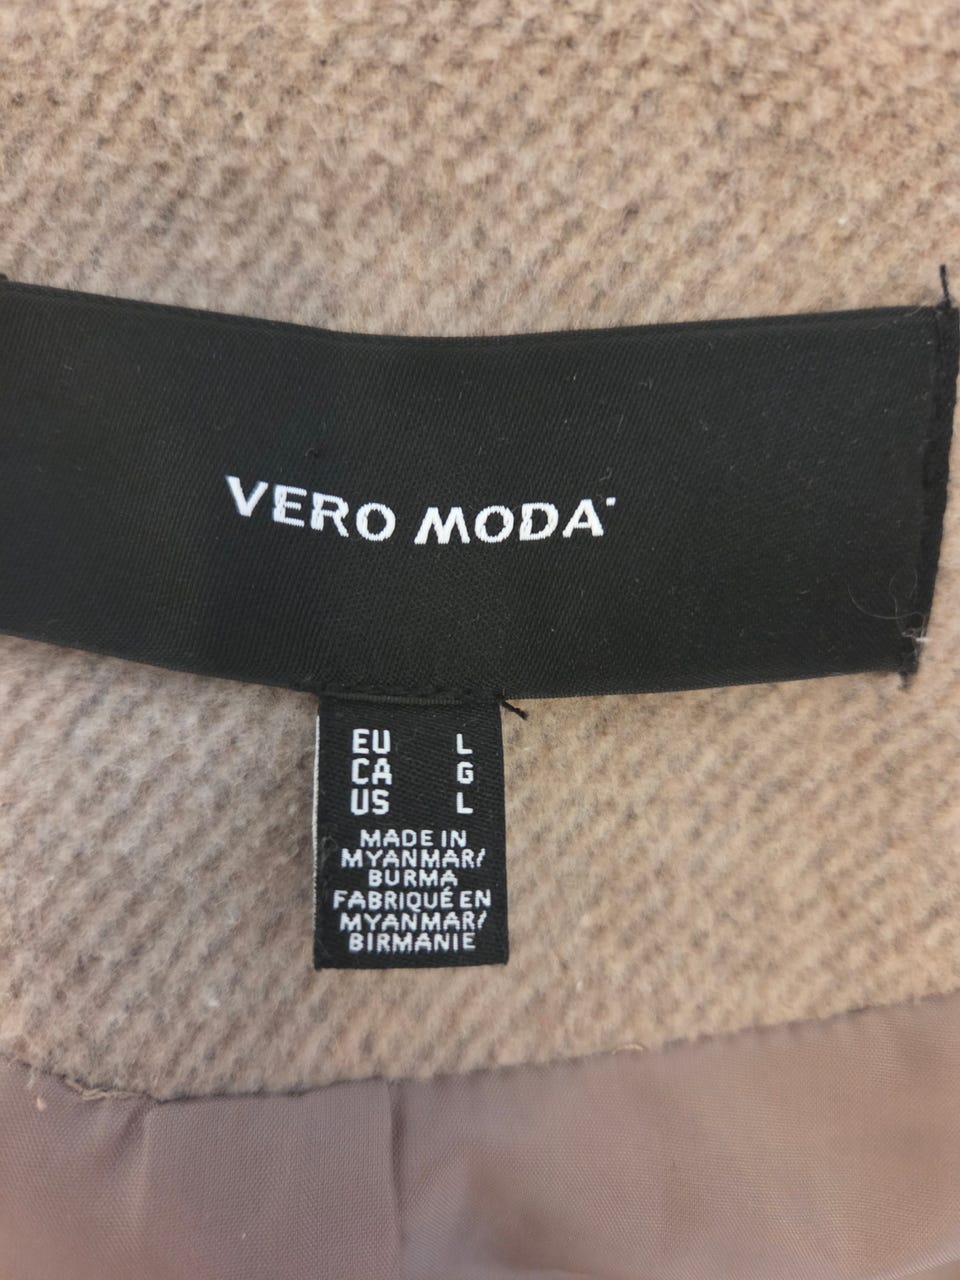 VERO MODA
EU L
CA G
US L
MADE IN
MYANMAR/
BURMA
FABRIQUÉ EN
MYANMAR/
BIRMANIE